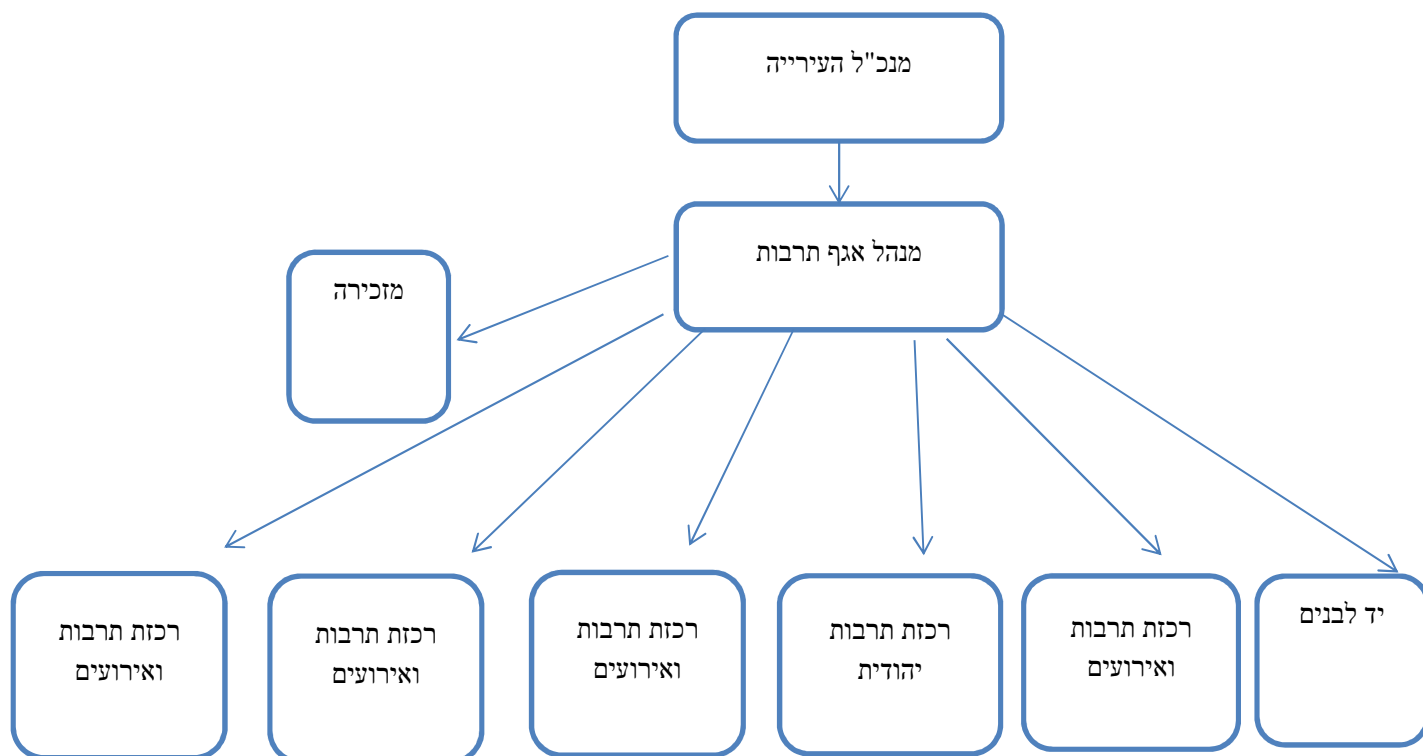 מנכ"ל העירייה
מנהל אגף תרבות
מזכירה
יד לבנים
רכזת תרבות
ואירועים
רכזת תרבות
יהודית
רכזת תרבות
ואירועים
רכזת תרבות
ואירועים
רכזת תרבות
ואירועים